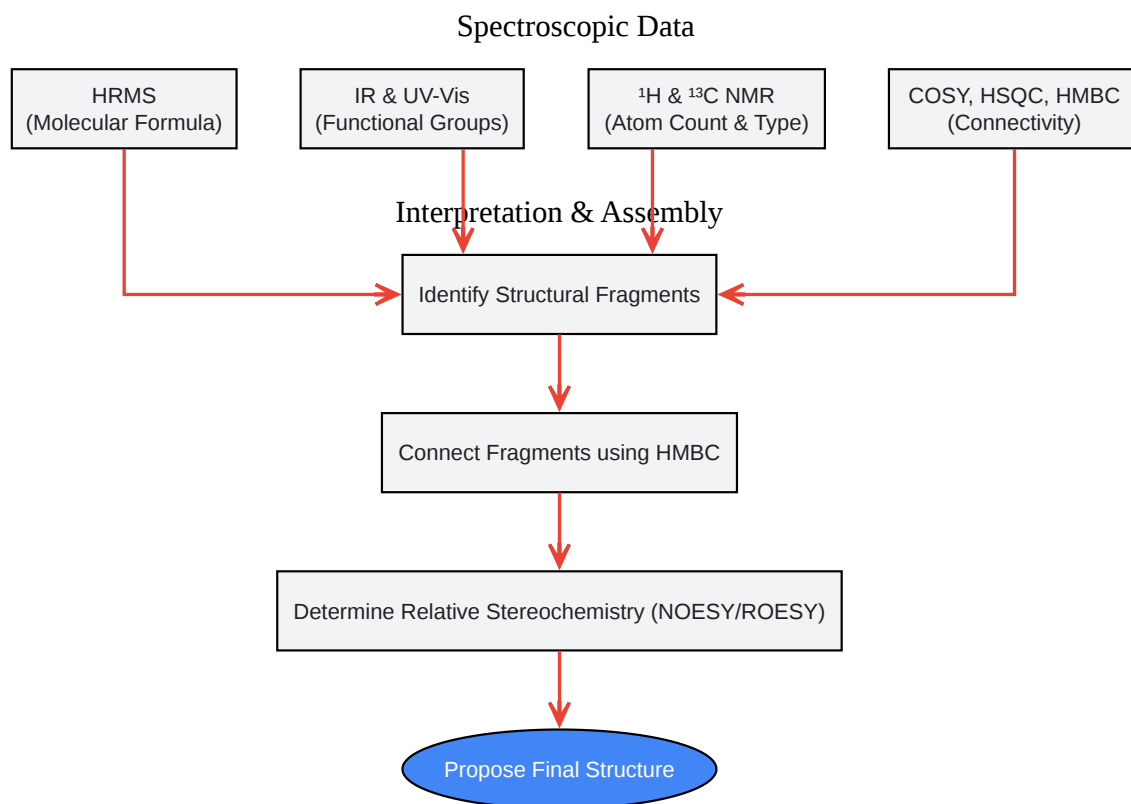 Spectroscopic Data
HRMS
(Molecular Formula)
IR & UV-Vis
(Functional Groups)
¹H & ¹³C NMR
(Atom Count & Type)
COSY, HSQC, HMBC
(Connectivity)
Interpretation & Assembly
Identify Structural Fragments
Connect Fragments using HMBC
Determine Relative Stereochemistry (NOESY/ROESY)
Propose Final Structure